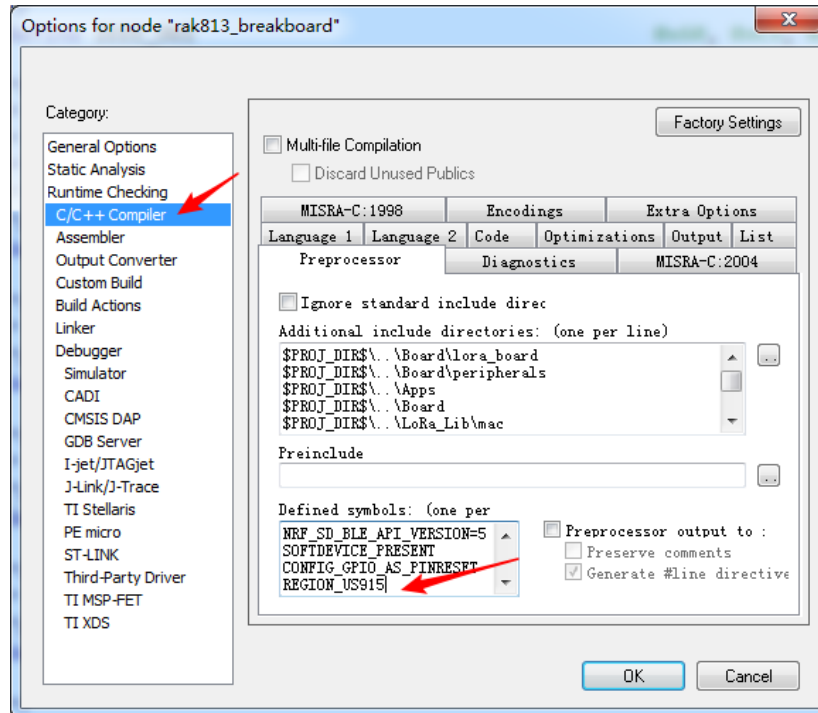 Options for node "rak813_breakboard"
x
Category:
Factory Settings
General Options
Static Analysis
Runtime Checking
C/C++ Compiler
Assembler
Output Converter
Custom Build
Build Actions
Linker
Debugger
Simulator
CADI
CMSIS DAP
GDB Server
I-jet/JTAGjet
J-Link/J-Trace
TI Stellaris
PE micro
ST-LINK
Third-Party Driver
TI MSP-FET
TI XDS
Multi-file Compilation
Discard Unused Publics
MISRA-C:1998 Encodings Extra Options
Language 1 Language 2 Code Optimizations Output List
Preprocessor Diagnostics MISRA-C:2004
Ignore standard include direc
Additional include directories: (one per line)
$PROJ_DIR$\..\Board\lora_board
$PROJ_DIR$\..\Board\peripherals
$PROJ_DIR$\..\Apps
$PROJ_DIR$\..\Board
$PROJ_DIR$\..\LoRa_Lib\mac
...
Preinclude
...
Defined symbols: (one per
NRF_SD_BLE_API_VERSION=5
SOFTDEVICE_PRESENT
CONFIG_GPIO_AS_PINRESET
REGION_US915
Preprocessor output to :
Preserve comments
Generate #line directive
OK Cancel